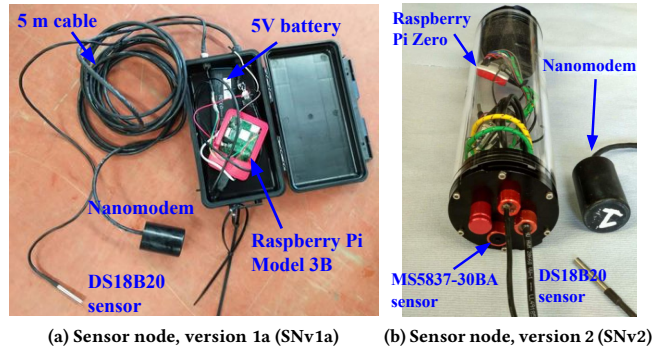 5 m cable
5V battery
Nanomodem
Raspberry Pi
Model 3B
DS18B20
sensor
(a) Sensor node, version 1a (SNv1a)
Raspberry
Pi Zero
Nanomodem
MS5837-30BA
sensor
DS18B20
sensor
(b) Sensor node, version 2 (SNv2)